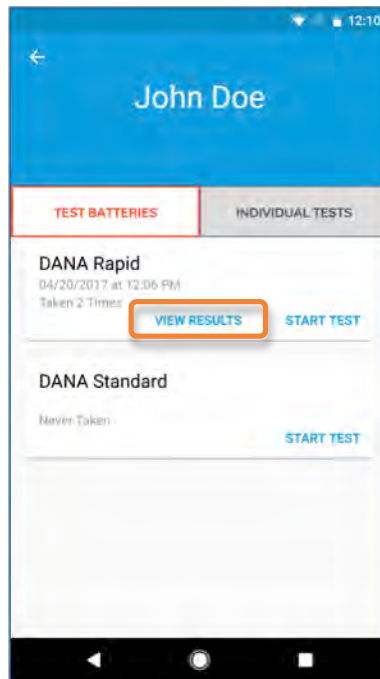 12:10
John Doe
TEST BATTERIES INDIVIDUAL TESTS
DANA Rapid
04/20/2017 at 12:06 PM
Taken 2 Times
VIEW RESULTS START TEST
DANA Standard
Never Taken
START TEST